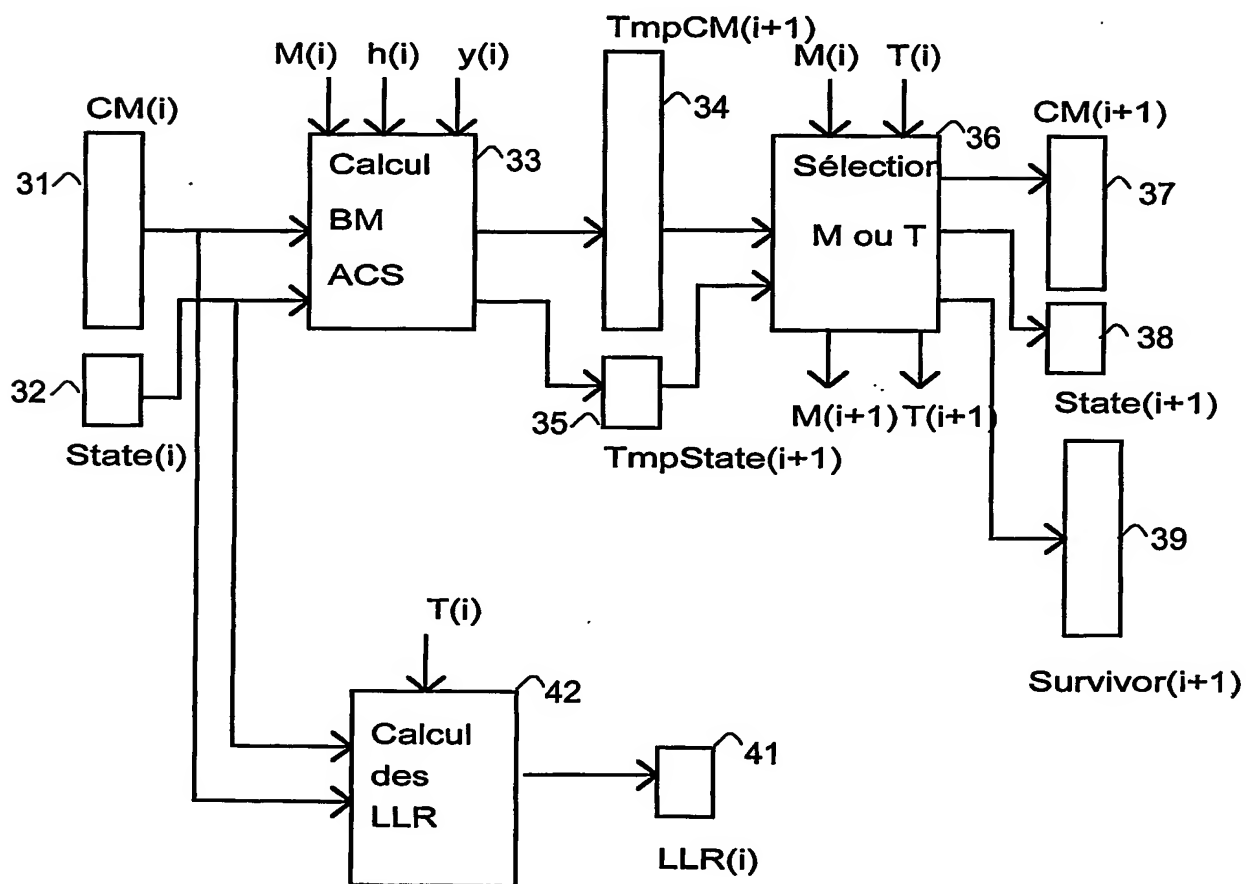 TmpCM(i+1)
M(i) h(i) y(i)
M(i) T(i)
CM(i)
34
CM(i+1)
31
Calcul
BM
ACS
33
Sélection
M ou T
36
37
32
State(i)
35
TmpState(i+1)
M(i+1) T(i+1)
38
State(i+1)
39
Survivor(i+1)
T(i)
42
Calcul
des
LLR
41
LLR(i)